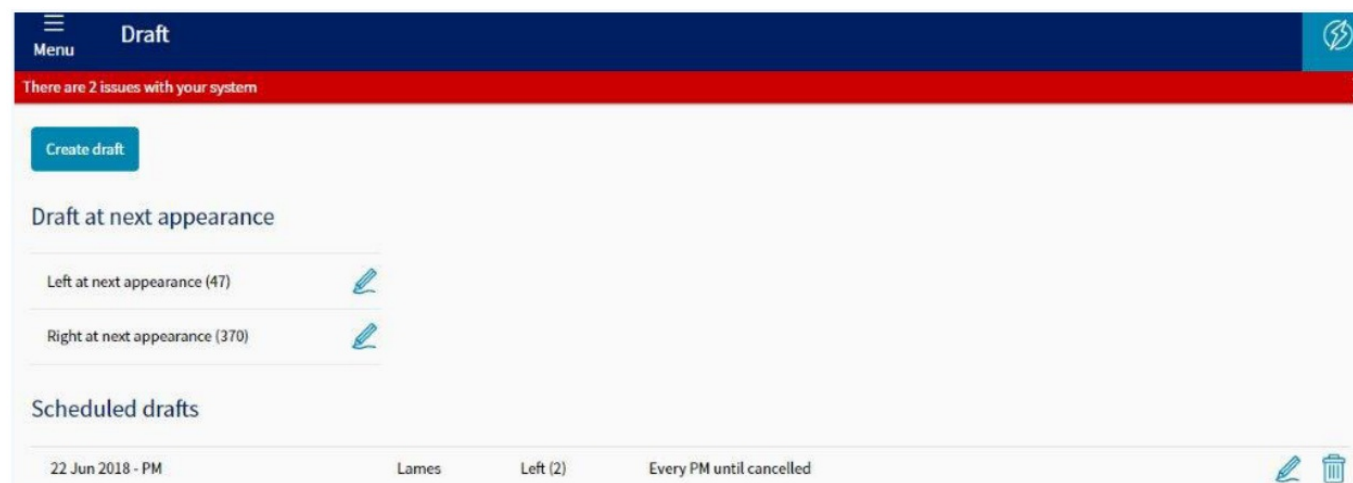 Menu
Draft
There are 2 issues with your system
Create draft
Draft at next appearance
Left at next appearance (47)
Right at next appearance (370)
Scheduled drafts
22 Jun 2018 - PM Lames Left (2) Every PM until cancelled